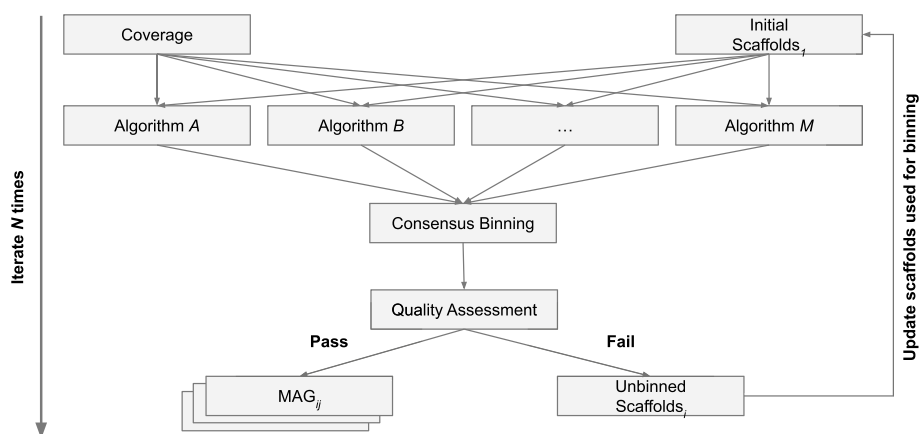 Coverage
Initial
Scaffolds1
Algorithm A
Algorithm B
...
Algorithm M
Consensus Binning
Quality Assessment
Pass
Fail
MAGij
Unbinned
Scaffoldsi
Iterate N times
Update scaffolds used for binning